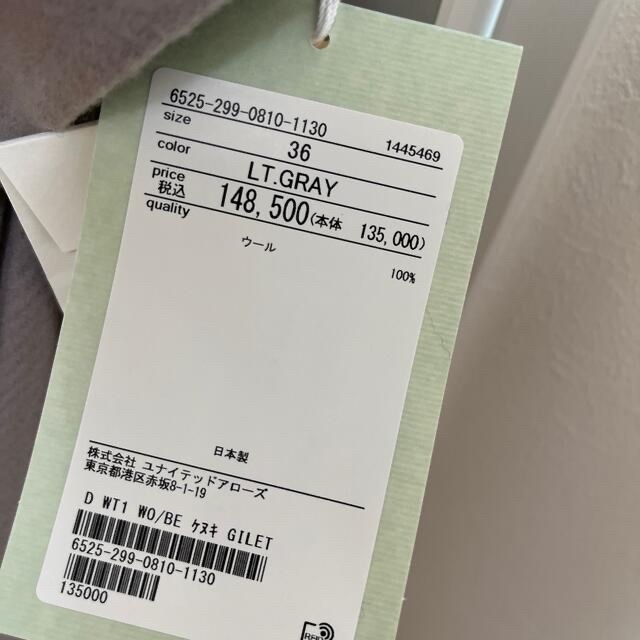 6525-299-0810-1130
size 36 1445469
color LT.GRAY
price 税込 148,500(本体 135,000)
quality
ウール 100%
日本製
株式会社 ユナイテッドアローズ
東京都港区赤坂8-1-19
D WT1 WO/BE ケヌキ GILET
6525-299-0810-1130
135000
RFID